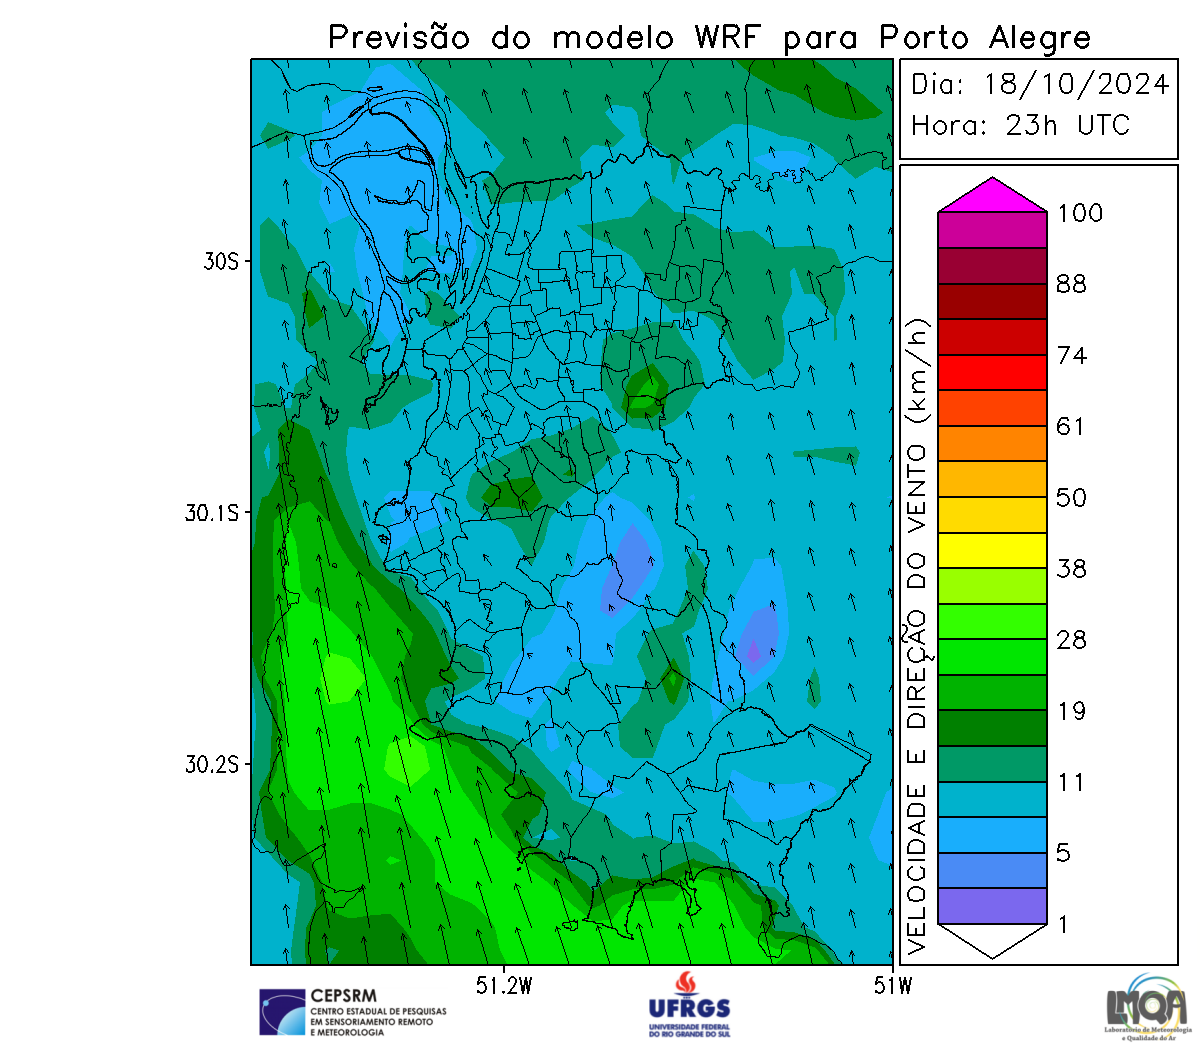 Previsão do modelo WRF para Porto Alegre
Dia: 18/10/2024
Hora: 23h UTC
100
88
74
61
50
38
28
19
11
5
1
VELOCIDADE E DIREÇÃO DO VENTO (km/h)
30S
30.1S
30.2S
51.2W
51W
CEPSRM
CENTRO ESTADUAL DE PESQUISAS
EM SENSORIAMENTO REMOTO
E METEOROLOGIA
UFRGS
UNIVERSIDADE FEDERAL
DO RIO GRANDE DO SUL
LMQA
Laboratório de Meteorologia
e Qualidade do Ar